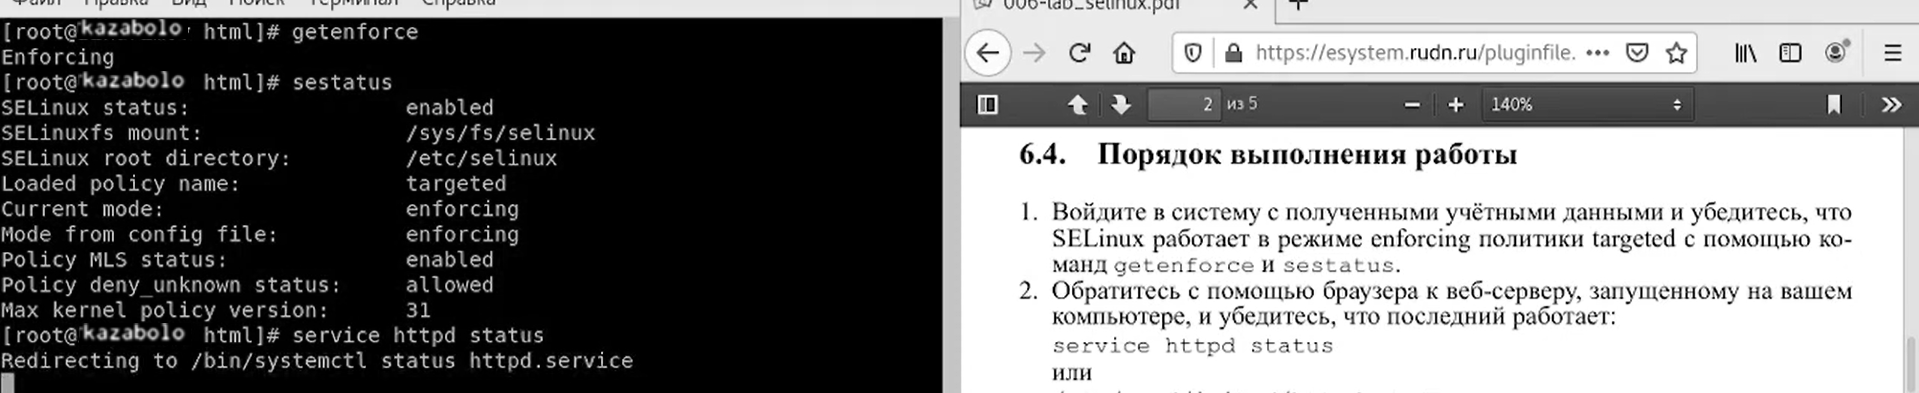 Файл Правка Вид Поиск Терминал Справка
[root@kazabolo html]# getenforce
Enforcing
[root@kazabolo html]# sestatus
SELinux status: enabled
SELinuxfs mount: /sys/fs/selinux
SELinux root directory: /etc/selinux
Loaded policy name: targeted
Current mode: enforcing
Mode from config file: enforcing
Policy MLS status: enabled
Policy deny_unknown status: allowed
Max kernel policy version: 31
[root@kazabolo html]# service httpd status
Redirecting to /bin/systemctl status httpd.service
006-lab_selinux.pdf
https://esystem.rudn.ru/pluginfile.
2 из 5
140%
6.4. Порядок выполнения работы
1. Войдите в систему с полученными учётными данными и убедитесь, что
SELinux работает в режиме enforcing политики targeted с помощью ко-
манд getenforce и sestatus.
2. Обратитесь с помощью браузера к веб-серверу, запущенному на вашем
компьютере, и убедитесь, что последний работает:
service httpd status
или